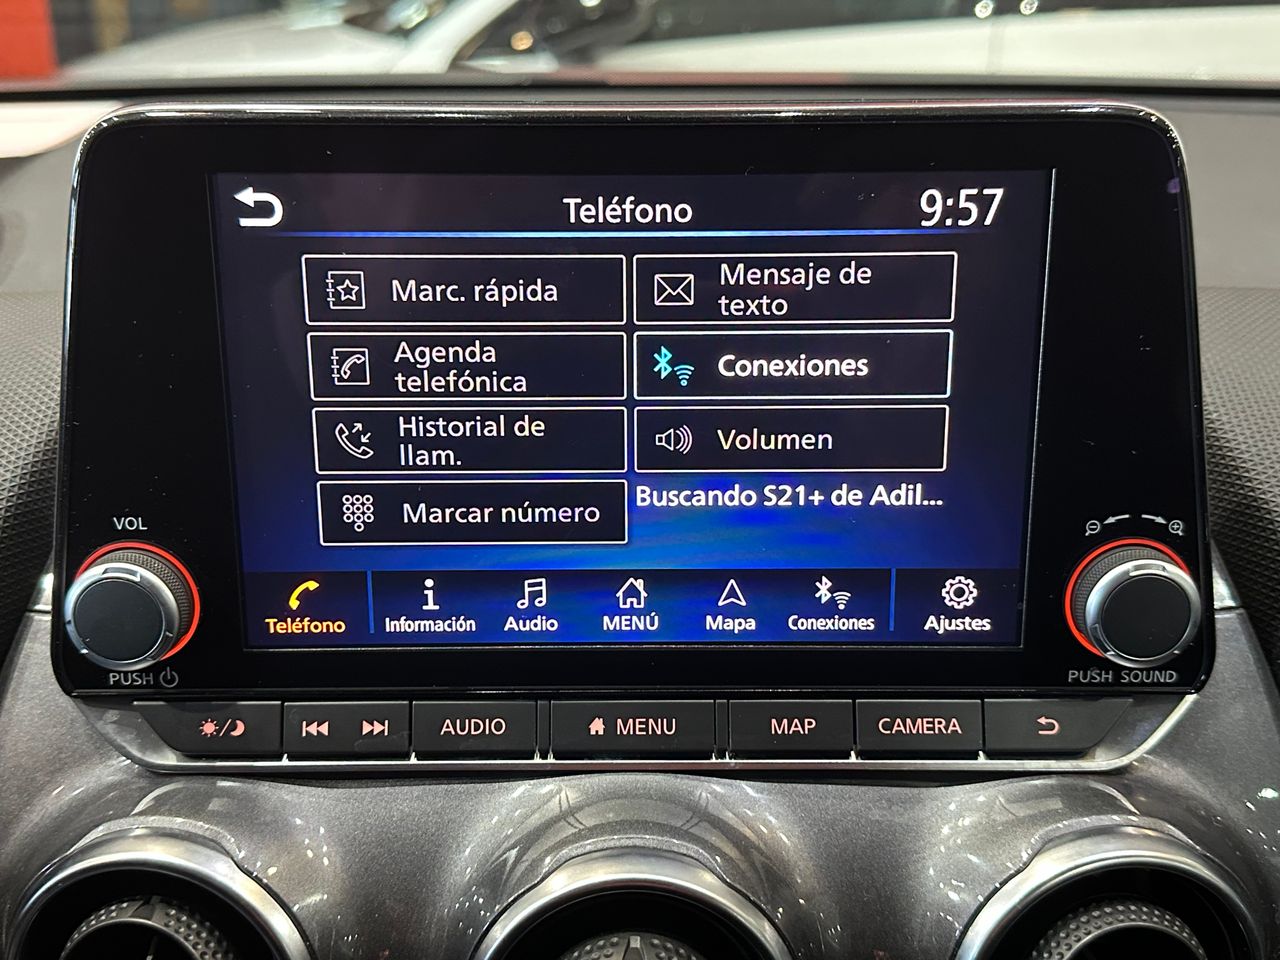 Teléfono
9:57
Marc. rápida
Mensaje de
texto
Agenda
telefónica
Conexiones
Historial de
llam.
Volumen
Marcar número
Buscando S21+ de Adil...
Teléfono
Información
Audio
MENÚ
Mapa
Conexiones
Ajustes
VOL
PUSH
PUSH SOUND
AUDIO
MENU
MAP
CAMERA